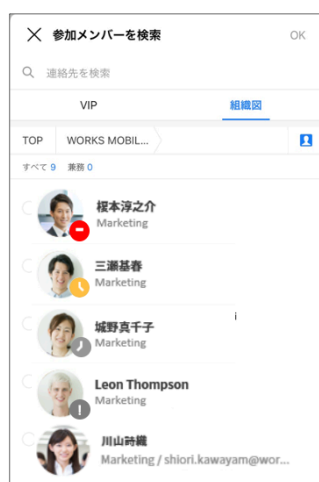 参加メンバーを検索
OK
連絡先を検索
VIP
組織図
TOP
WORKS MOBIL...
すべて 9 兼務 0
榎本淳之介
Marketing
三瀬基春
Marketing
城野真千子
Marketing
i
Leon Thompson
Marketing
川山詩織
Marketing / shiori.kawayam@wor...